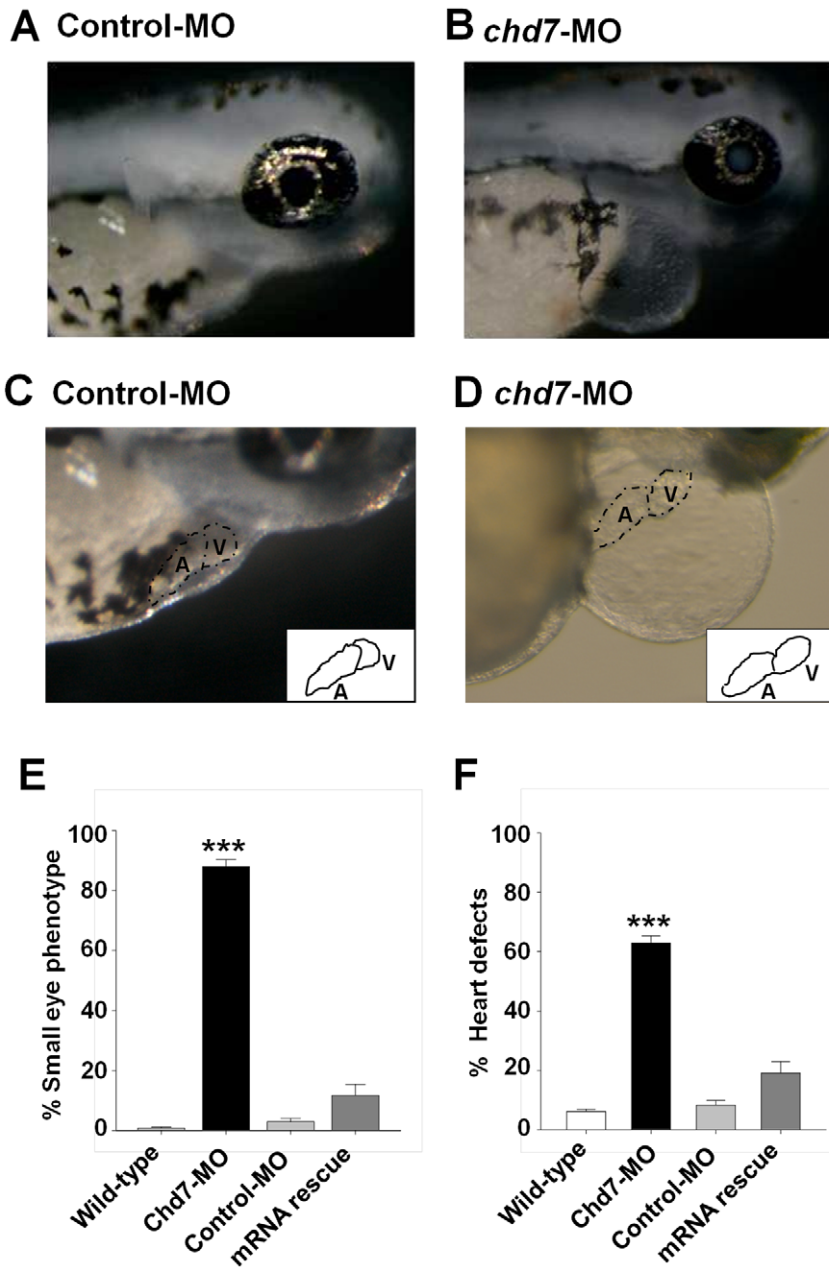 A Control-MO
B chd7-MO
C Control-MO
D chd7-MO
A
V
A
V
A
V
A
V
E
% Small eye phenotype
100
80
60
40
20
0
***
Wild-type
Chd7-MO
Control-MO
mRNA rescue
F
% Heart defects
100
80
60
40
20
0
***
Wild-type
Chd7-MO
Control-MO
mRNA rescue